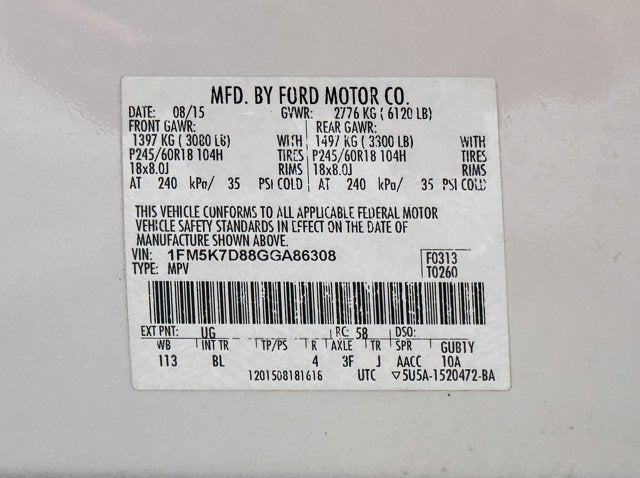 MFD. BY FORD MOTOR CO.
DATE: 08/15 GVWR: 2776 KG ( 6120 LB)
FRONT GAWR: REAR GAWR:
1397 KG ( 3080 LB) WITH 1497 KG ( 3300 LB) WITH
P245/60R18 104H TIRES P245/60R18 104H TIRES
18x8.0J RIMS 18x8.0J RIMS
AT 240 kPa/ 35 PSI COLD AT 240 kPa/ 35 PSI COLD
THIS VEHICLE CONFORMS TO ALL APPLICABLE FEDERAL MOTOR
VEHICLE SAFETY STANDARDS IN EFFECT ON THE DATE OF
MANUFACTURE SHOWN ABOVE.
VIN: 1FM5K7D88GGA86308 F0313
TYPE: MPV T0260
EXT PNT: UG RC: 58 DSO:
WB INT TR TP/PS R AXLE TR SPR GUB1Y
113 BL 4 3F J AACC 10A
1201508181616 UTC ▽5U5A-1520472-BA